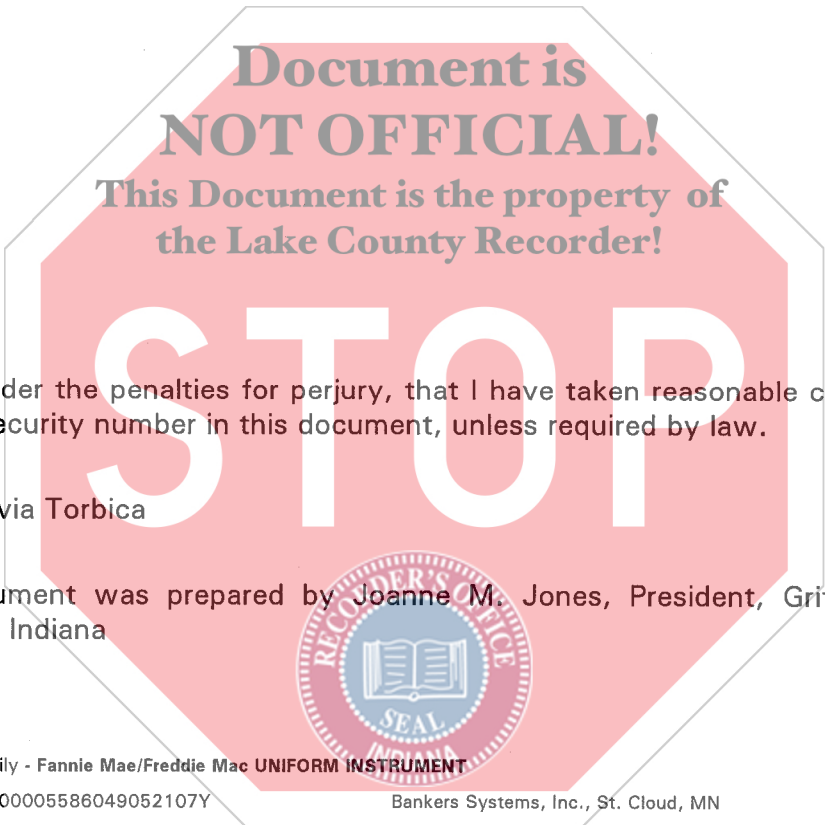 Document is
NOT OFFICIAL!
This Document is the property of
the Lake County Recorder!
STOP
der the penalties for perjury, that I have taken reasonable c
ecurity number in this document, unless required by law.
via Torbica
ument was prepared by Joanne M. Jones, President, Grif
Indiana
RECORDER'S OFFICE
SEAL
INDIANA
ily - Fannie Mae/Freddie Mac UNIFORM INSTRUMENT
00005586049052107Y Bankers Systems, Inc., St. Cloud, MN